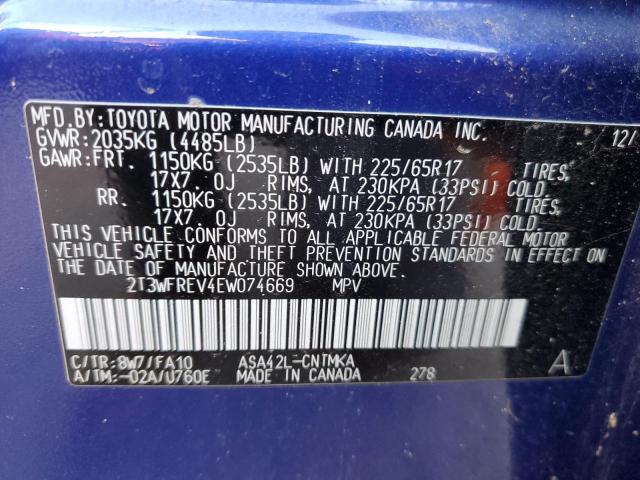 MFD.BY:TOYOTA MOTOR MANUFACTURING CANADA INC. 12/
GVWR:2035KG (4485LB)
GAWR:FRT. 1150KG (2535LB) WITH 225/65R17 TIRES,
17X7. 0J RIMS, AT 230KPA (33PSI) COLD.
RR. 1150KG (2535LB) WITH 225/65R17 TIRES,
17X7. 0J RIMS, AT 230KPA (33PSI) COLD.
THIS VEHICLE CONFORMS TO ALL APPLICABLE FEDERAL MOTOR
VEHICLE SAFETY AND THEFT PREVENTION STANDARDS IN EFFECT ON
THE DATE OF MANUFACTURE SHOWN ABOVE.
2T3WFREV4EW074669 MPV
C/TR:8W7/FA10 ASA42L-CNTMKA
A/TM:-02A/U760E MADE IN CANADA 278 A